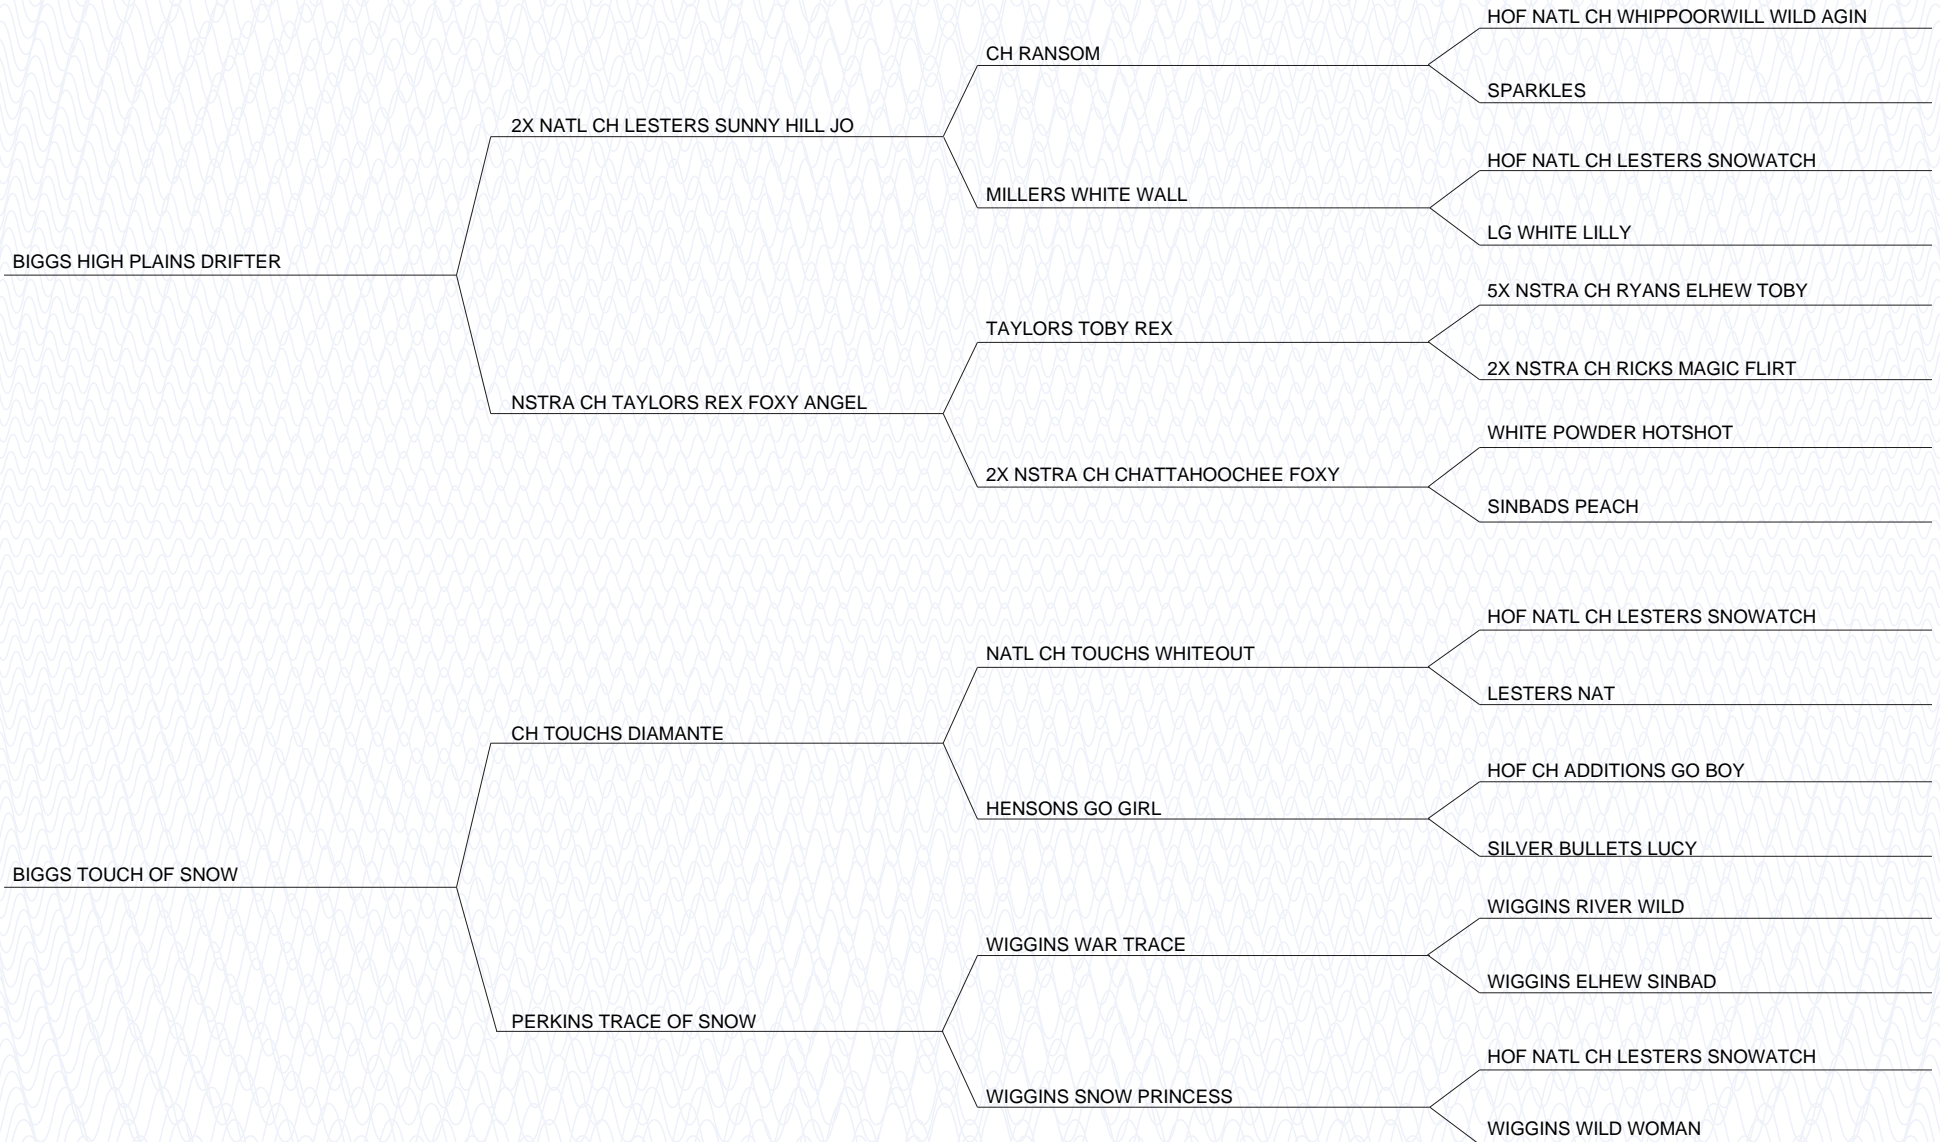 HOF NATL CH WHIPPOORWILL WILD AGIN
CH RANSOM
SPARKLES
2X NATL CH LESTERS SUNNY HILL JO
HOF NATL CH LESTERS SNOWATCH
MILLERS WHITE WALL
LG WHITE LILLY
BIGGS HIGH PLAINS DRIFTER
5X NSTRA CH RYANS ELHEW TOBY
TAYLORS TOBY REX
2X NSTRA CH RICKS MAGIC FLIRT
NSTRA CH TAYLORS REX FOXY ANGEL
WHITE POWDER HOTSHOT
2X NSTRA CH CHATTAHOOCHEE FOXY
SINBADS PEACH
HOF NATL CH LESTERS SNOWATCH
NATL CH TOUCHS WHITEOUT
LESTERS NAT
CH TOUCHS DIAMANTE
HOF CH ADDITIONS GO BOY
HENSONS GO GIRL
SILVER BULLETS LUCY
BIGGS TOUCH OF SNOW
WIGGINS RIVER WILD
WIGGINS WAR TRACE
WIGGINS ELHEW SINBAD
PERKINS TRACE OF SNOW
HOF NATL CH LESTERS SNOWATCH
WIGGINS SNOW PRINCESS
WIGGINS WILD WOMAN